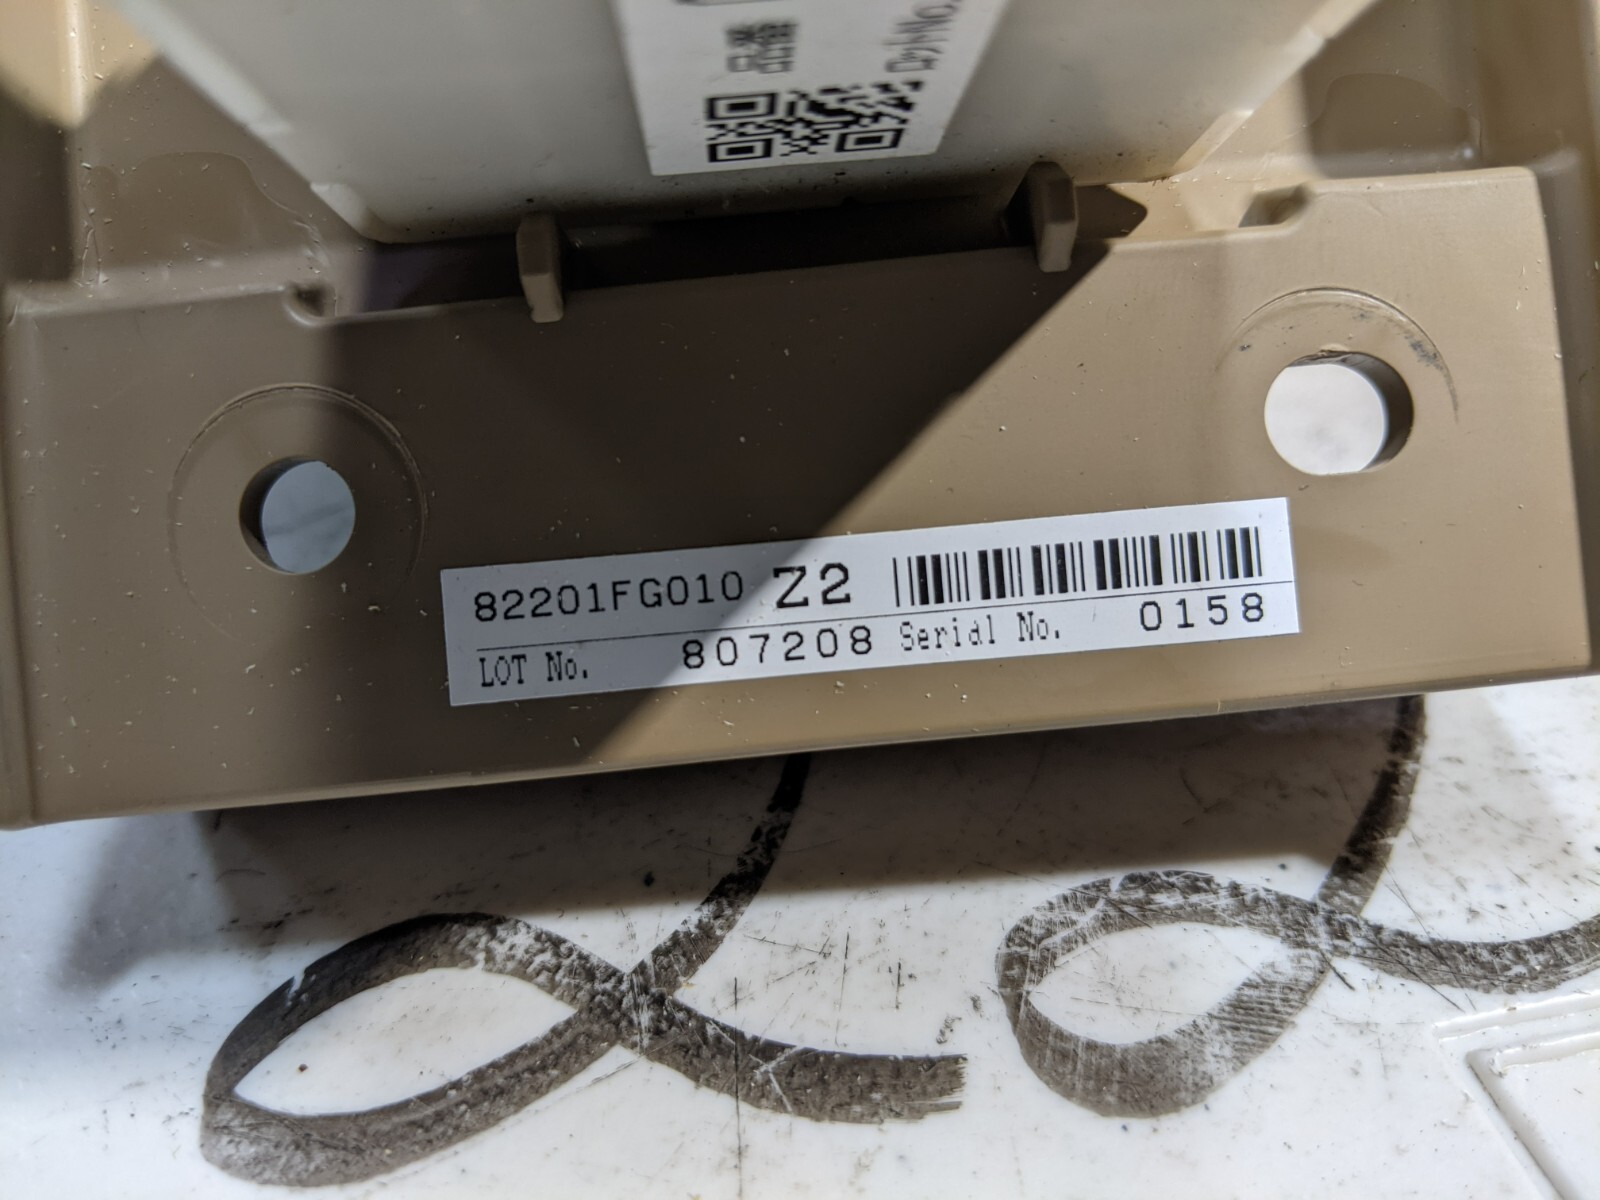 82201FG010 Z2
LOT No. 807208 Serial No. 0158